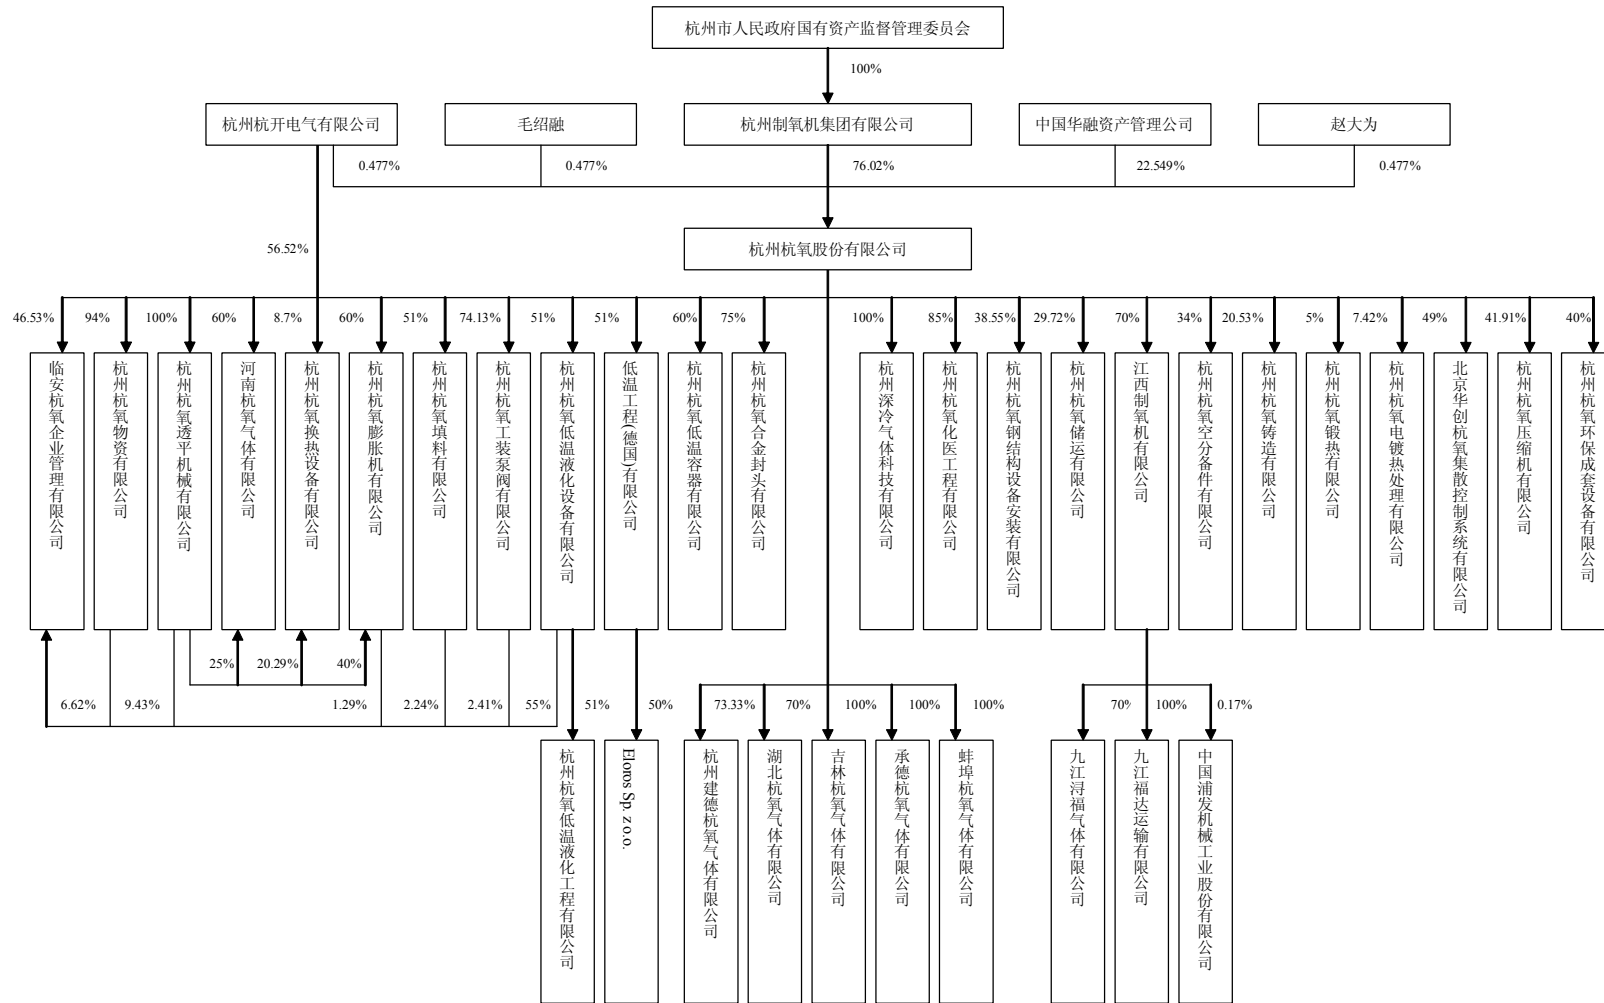 杭州市人民政府国有资产监督管理委员会
100%
杭州杭开电气有限公司
毛绍融
杭州制氧机集团有限公司
中国华融资产管理公司
赵大为
0.477%
0.477%
76.02%
22.549%
0.477%
56.52%
杭州杭氧股份有限公司
46.53%
94%
100%
60%
8.7%
60%
51%
74.13%
51%
51%
60%
75%
100%
85%
38.55%
29.72%
70%
34%
20.53%
5%
7.42%
49%
41.91%
40%
临安杭氧企业管理有限公司
杭州杭氧物资有限公司
杭州杭氧透平机械有限公司
河南杭氧气体有限公司
杭州杭氧换热设备有限公司
杭州杭氧膨胀机有限公司
杭州杭氧填料有限公司
杭州杭氧工装泵阀有限公司
杭州杭氧低温液化设备有限公司
低温工程(德国)有限公司
杭州杭氧低温容器有限公司
杭州杭氧合金封头有限公司
杭州深冷气体科技有限公司
杭州杭氧化医工程有限公司
杭州杭氧钢结构设备安装有限公司
杭州杭氧储运有限公司
江西制氧机有限公司
杭州杭氧空分备件有限公司
杭州杭氧铸造有限公司
杭州杭氧锻热有限公司
杭州杭氧电镀热处理有限公司
北京华创杭氧集散控制系统有限公司
杭州杭氧压缩机有限公司
杭州杭氧环保成套设备有限公司
25%
20.29%
40%
6.62%
9.43%
1.29%
2.24%
2.41%
55%
51%
50%
73.33%
70%
100%
100%
100%
70%
100%
0.17%
杭州杭氧低温液化工程有限公司
Eloros Sp. z o.o.
杭州建德杭氧气体有限公司
湖北杭氧气体有限公司
吉林杭氧气体有限公司
承德杭氧气体有限公司
蚌埠杭氧气体有限公司
九江浔福气体有限公司
九江福达运输有限公司
中国浦发机械工业股份有限公司